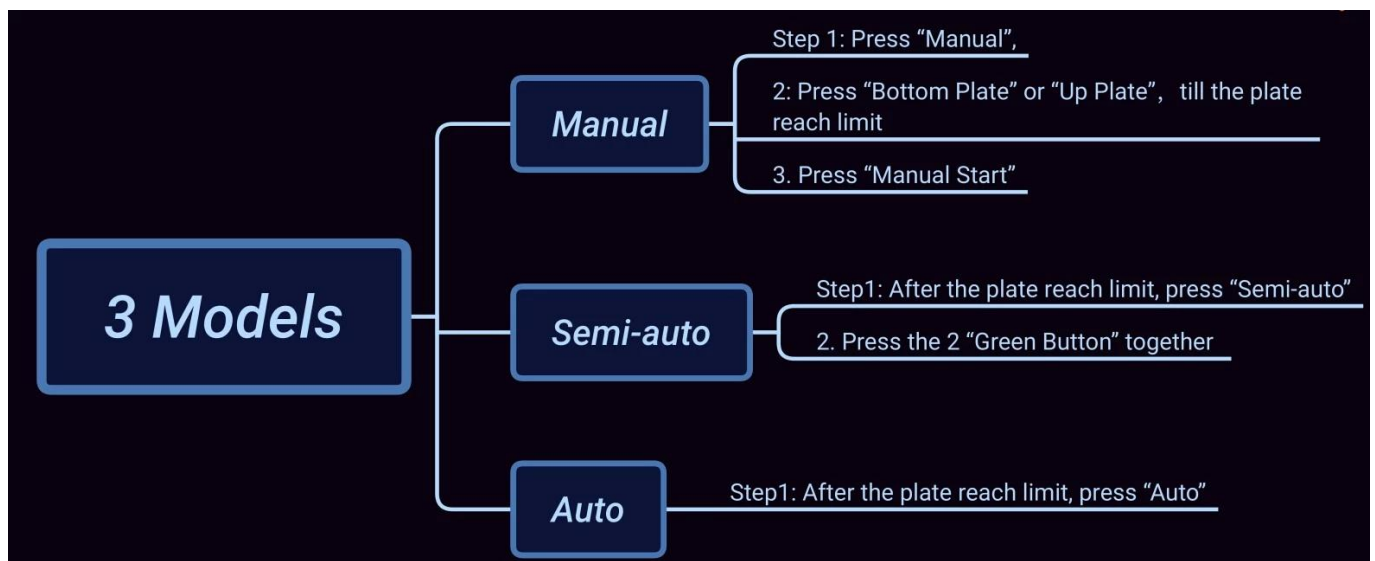 3 Models
Manual
Step 1: Press “Manual”,
2: Press “Bottom Plate” or “Up Plate”，till the plate
reach limit
3. Press “Manual Start”
Semi-auto
Step1: After the plate reach limit, press “Semi-auto”
2. Press the 2 “Green Button” together
Auto
Step1: After the plate reach limit, press “Auto”